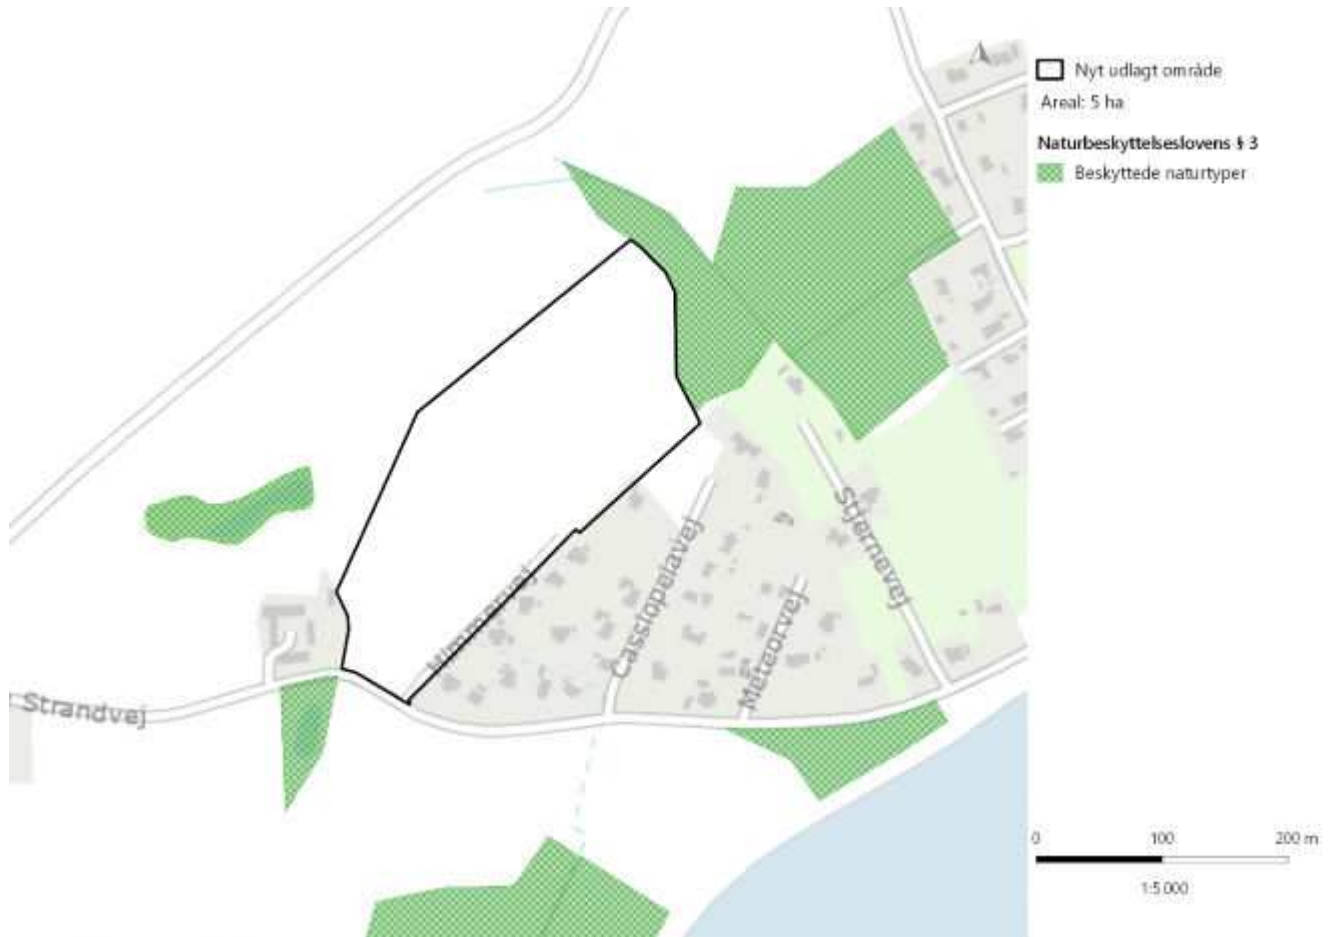 Nyt udlagt område
Areal: 5 ha
Naturbeskyttelseslovens § 3
Beskyttede naturtyper
Stjernevej
Cassiopeiavej
Meteorvej
Strandvej
0 100 200 m
1:5 000